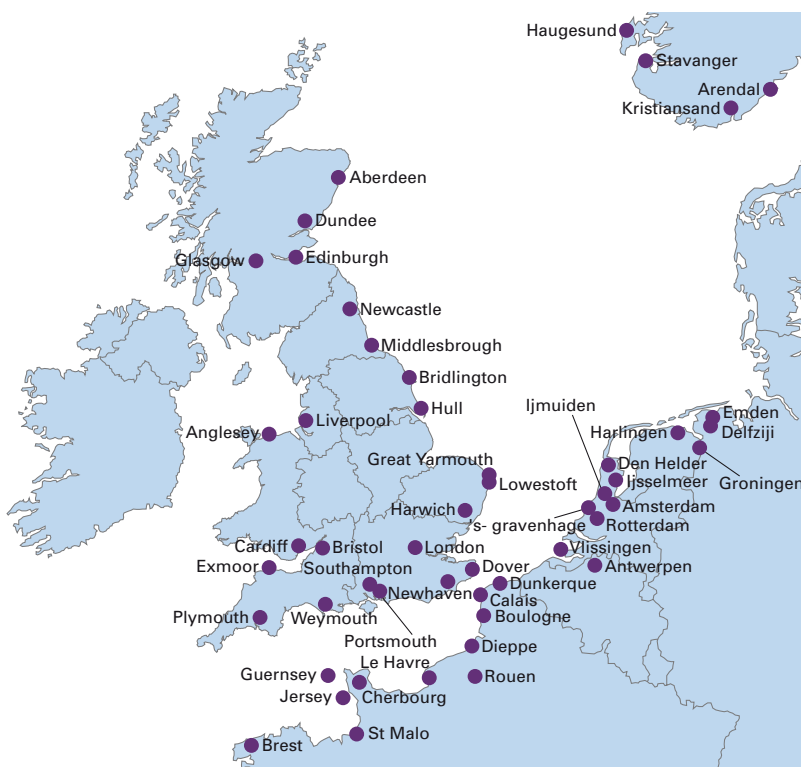 Haugesund
Stavanger
Arendal
Kristiansand
Aberdeen
Dundee
Glasgow
Edinburgh
Newcastle
Middlesbrough
Bridlington
Hull
Ijmuiden
Liverpool
Anglesey
Emden
Harlingen
Delfziji
Great Yarmouth
Den Helder
Lowestoft
Ijsselmeer
Groningen
Harwich
Amsterdam
's- gravenhage
Rotterdam
Cardiff
Bristol
London
Vlissingen
Exmoor
Southampton
Dover
Antwerpen
Newhaven
Dunkerque
Calais
Plymouth
Weymouth
Boulogne
Portsmouth
Dieppe
Le Havre
Guernsey
Rouen
Jersey
Cherbourg
St Malo
Brest